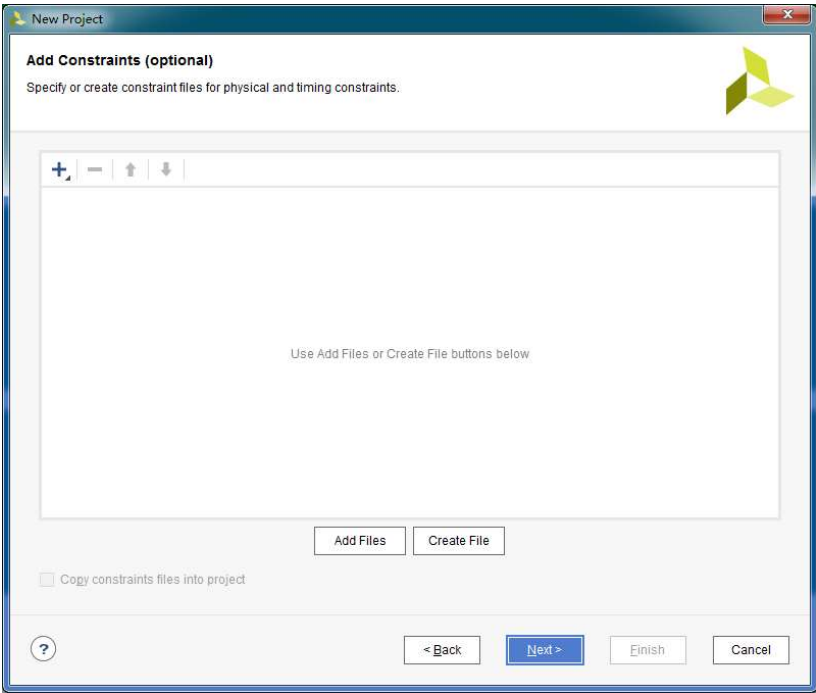 New Project
Add Constraints (optional)
Specify or create constraint files for physical and timing constraints.
Use Add Files or Create File buttons below
Add Files Create File
Copy constraints files into project
? < Back Next > Finish Cancel